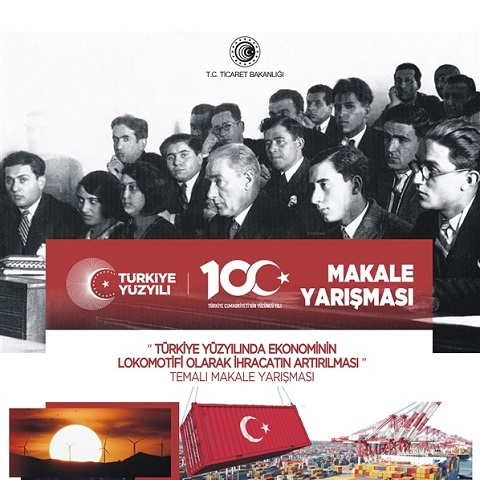 T.C. TİCARET BAKANLIĞI
TÜRKİYE
YÜZYILI
100
TÜRKİYE CUMHURİYETİ'NİN YÜZÜNCÜ YILI
MAKALE
YARIŞMASI
“ TÜRKİYE YÜZYILINDA EKONOMİNİN
LOKOMOTİFİ OLARAK İHRACATIN ARTIRILMASI ”
TEMALI MAKALE YARIŞMASI